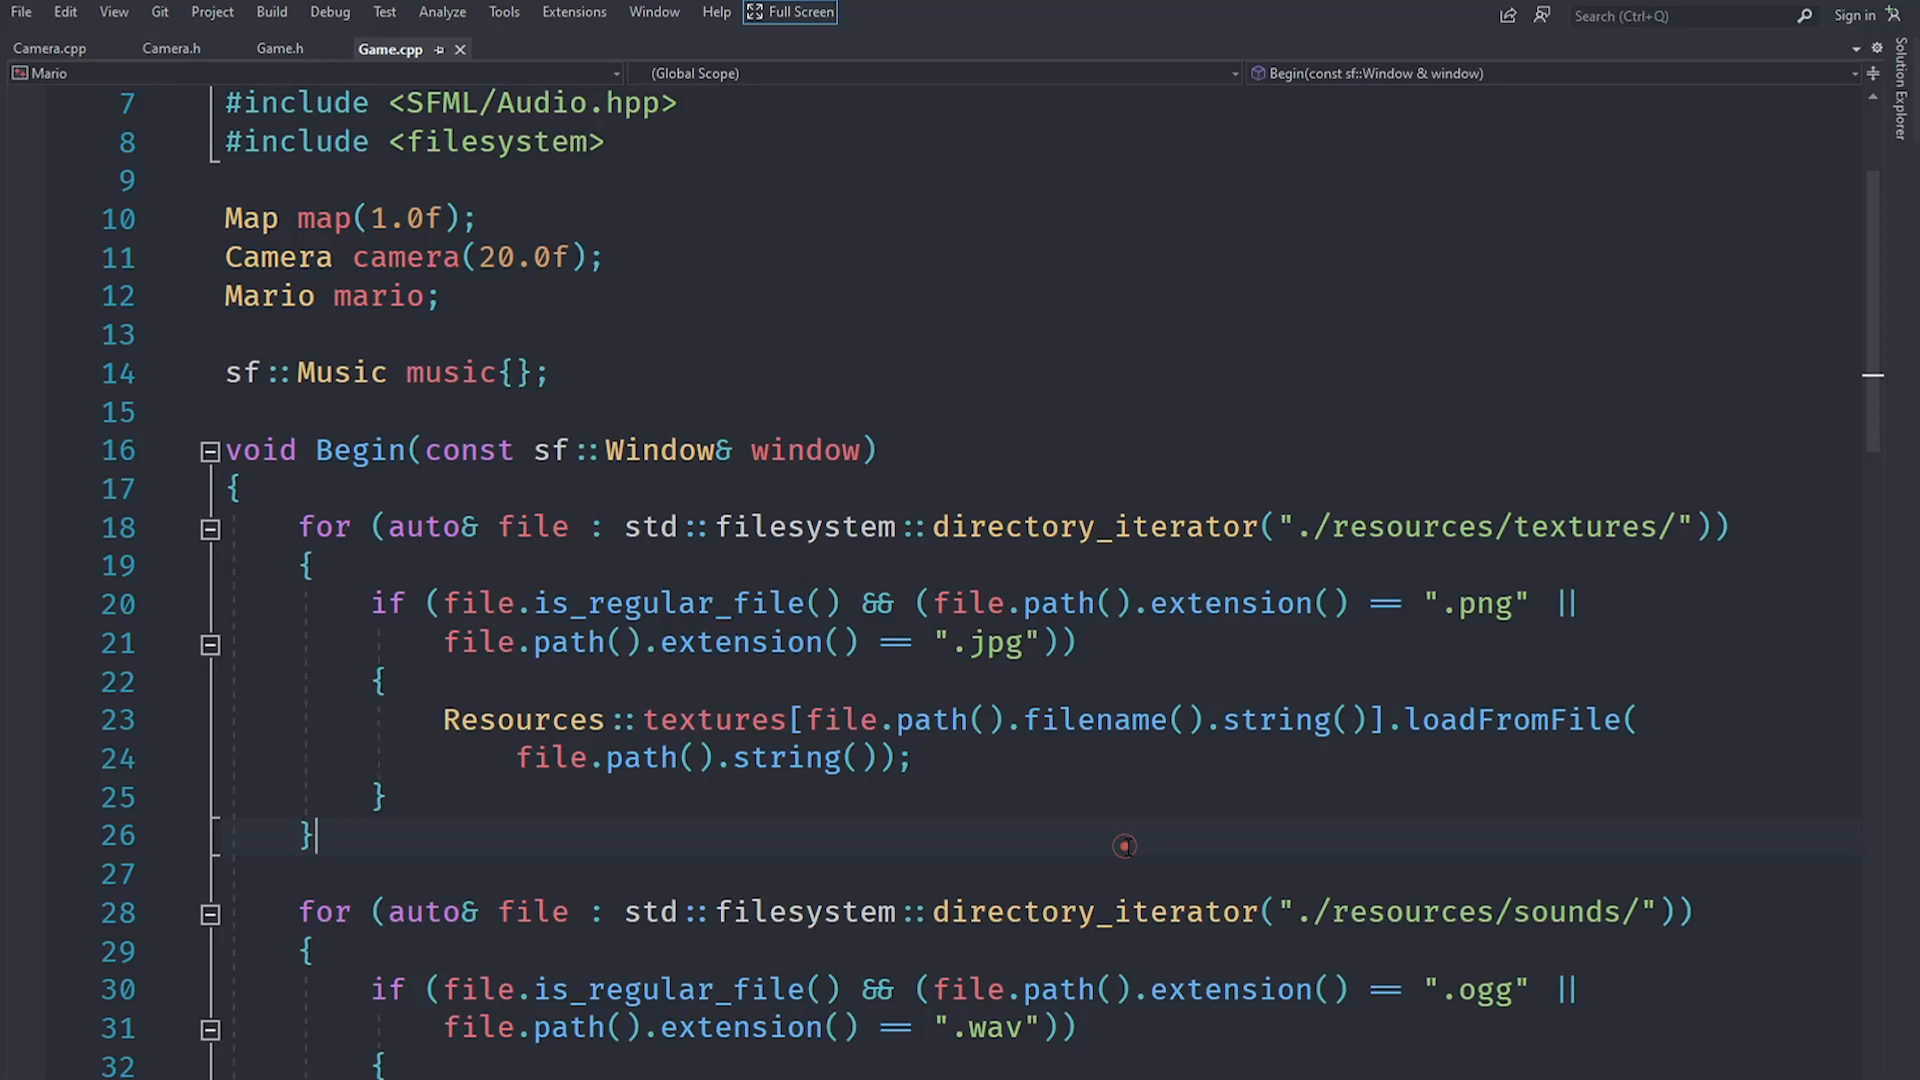 File Edit View Git Project Build Debug Test Analyze Tools Extensions Window Help Full Screen Search (Ctrl+Q) Sign in
Camera.cpp Camera.h Game.h Game.cpp
Mario (Global Scope) Begin(const sf::Window & window)
Solution Explorer
7 #include <SFML/Audio.hpp>
8 #include <filesystem>
9
10 Map map(1.0f);
11 Camera camera(20.0f);
12 Mario mario;
13
14 sf::Music music{};
15
16 void Begin(const sf::Window& window)
17 {
18 for (auto& file : std::filesystem::directory_iterator("./resources/textures/"))
19 {
20 if (file.is_regular_file() && (file.path().extension() == ".png" ||
21 file.path().extension() == ".jpg"))
22 {
23 Resources::textures[file.path().filename().string()].loadFromFile(
24 file.path().string());
25 }
26 }
27
28 for (auto& file : std::filesystem::directory_iterator("./resources/sounds/"))
29 {
30 if (file.is_regular_file() && (file.path().extension() == ".ogg" ||
31 file.path().extension() == ".wav"))
32 {